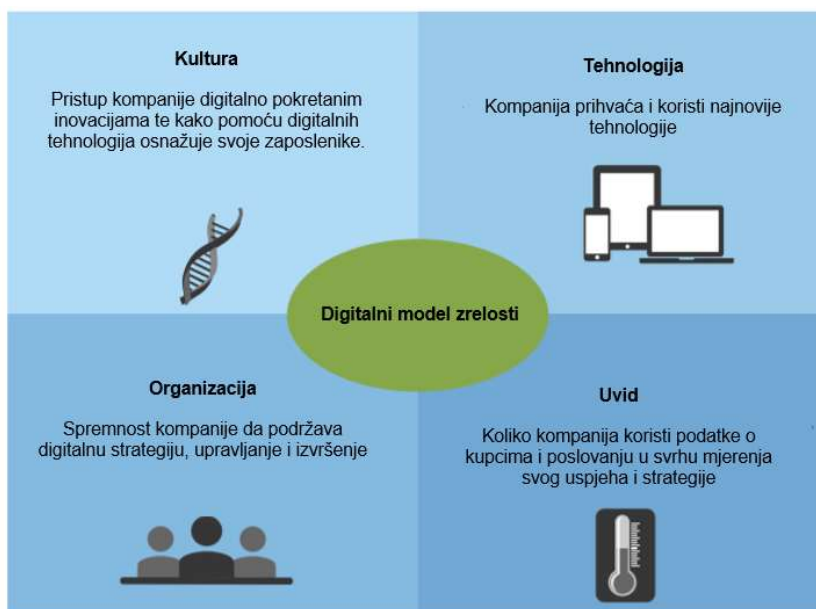 Kultura
Pristup kompanije digitalno pokretanim
inovacijama te kako pomoću digitalnih
tehnologija osnažuje svoje zaposlenike.
Tehnologija
Kompanija prihvaća i koristi najnovije
tehnologije
Digitalni model zrelosti
Organizacija
Spremnost kompanije da podržava
digitalnu strategiju, upravljanje i izvršenje
Uvid
Koliko kompanija koristi podatke o
kupcima i poslovanju u svrhu mjerenja
svog uspjeha i strategije